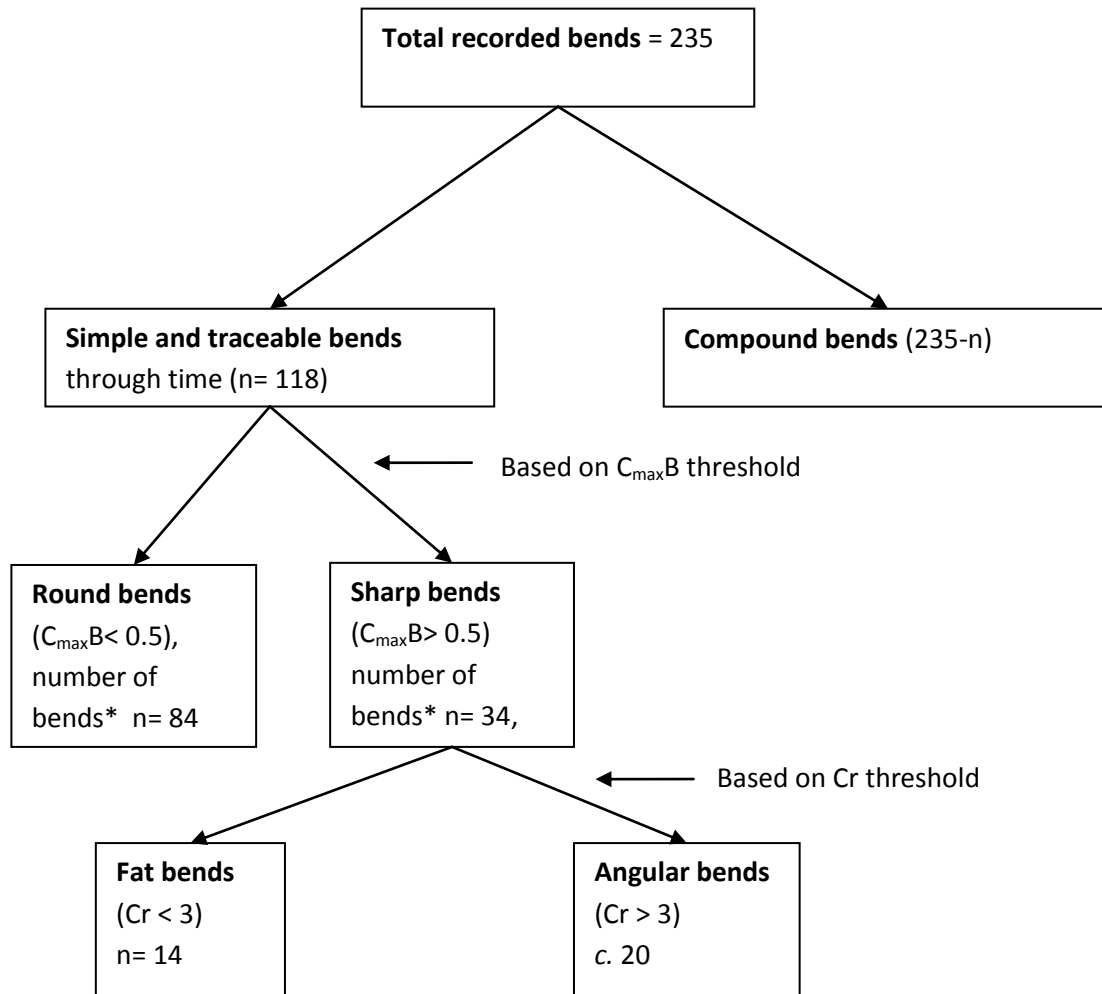 Total recorded bends = 235
Simple and traceable bends
through time (n= 118)
Compound bends (235-n)
Based on CmaxB threshold
Round bends
(CmaxB< 0.5),
number of
bends* n= 84
Sharp bends
(CmaxB> 0.5)
number of
bends* n= 34,
Based on Cr threshold
Fat bends
(Cr < 3)
n= 14
Angular bends
(Cr > 3)
c. 20